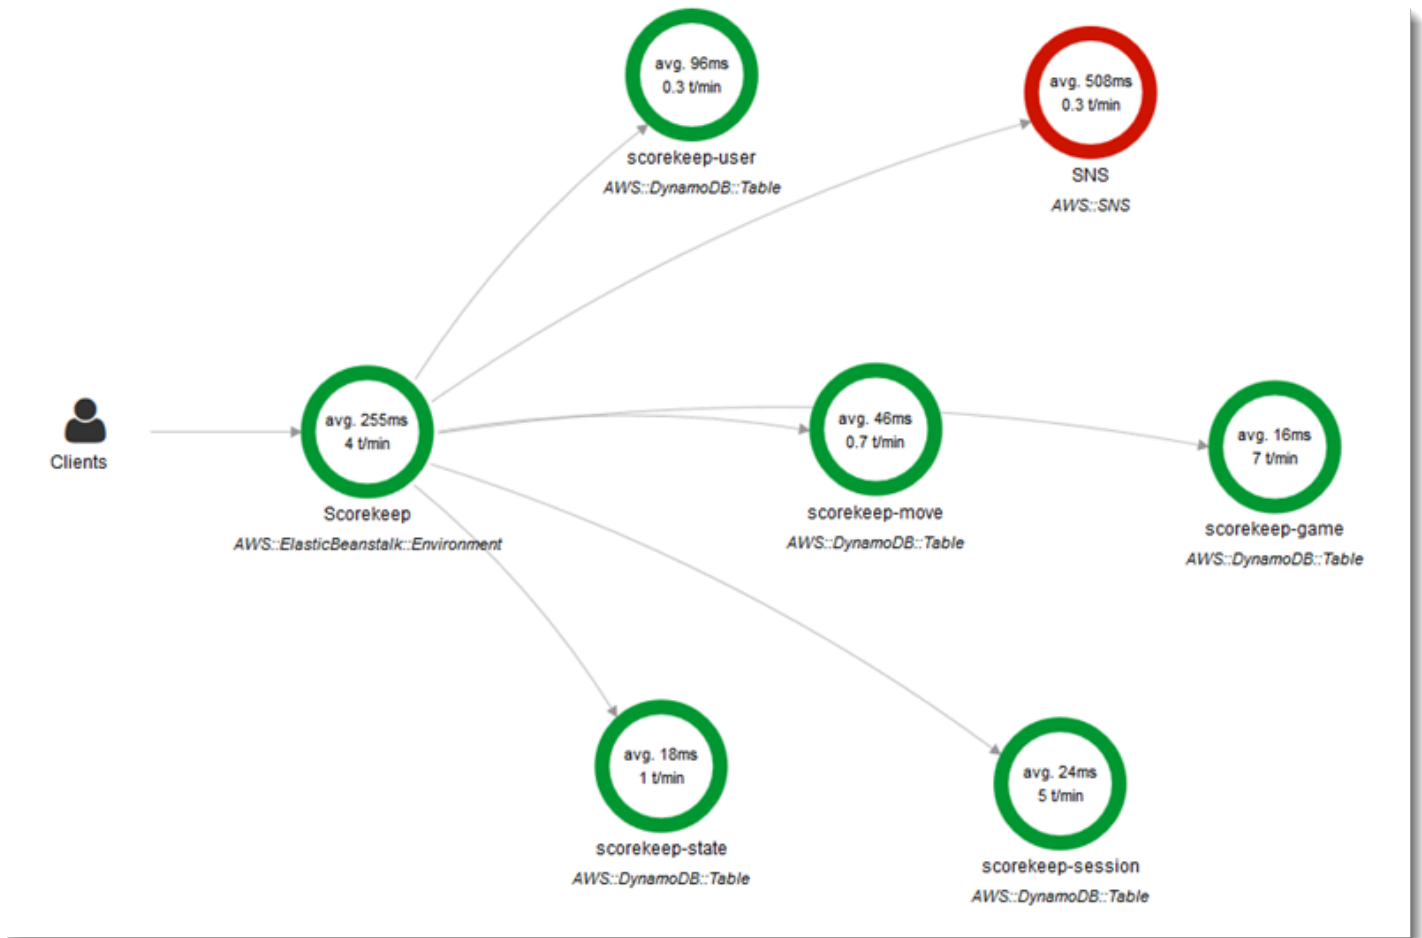 avg. 96ms
0.3 t/min
scorekeep-user
AWS::DynamoDB::Table
avg. 508ms
0.3 t/min
SNS
AWS::SNS
Clients
avg. 255ms
4 t/min
Scorekeep
AWS::ElasticBeanstalk::Environment
avg. 46ms
0.7 t/min
scorekeep-move
AWS::DynamoDB::Table
avg. 16ms
7 t/min
scorekeep-game
AWS::DynamoDB::Table
avg. 18ms
1 t/min
scorekeep-state
AWS::DynamoDB::Table
avg. 24ms
5 t/min
scorekeep-session
AWS::DynamoDB::Table